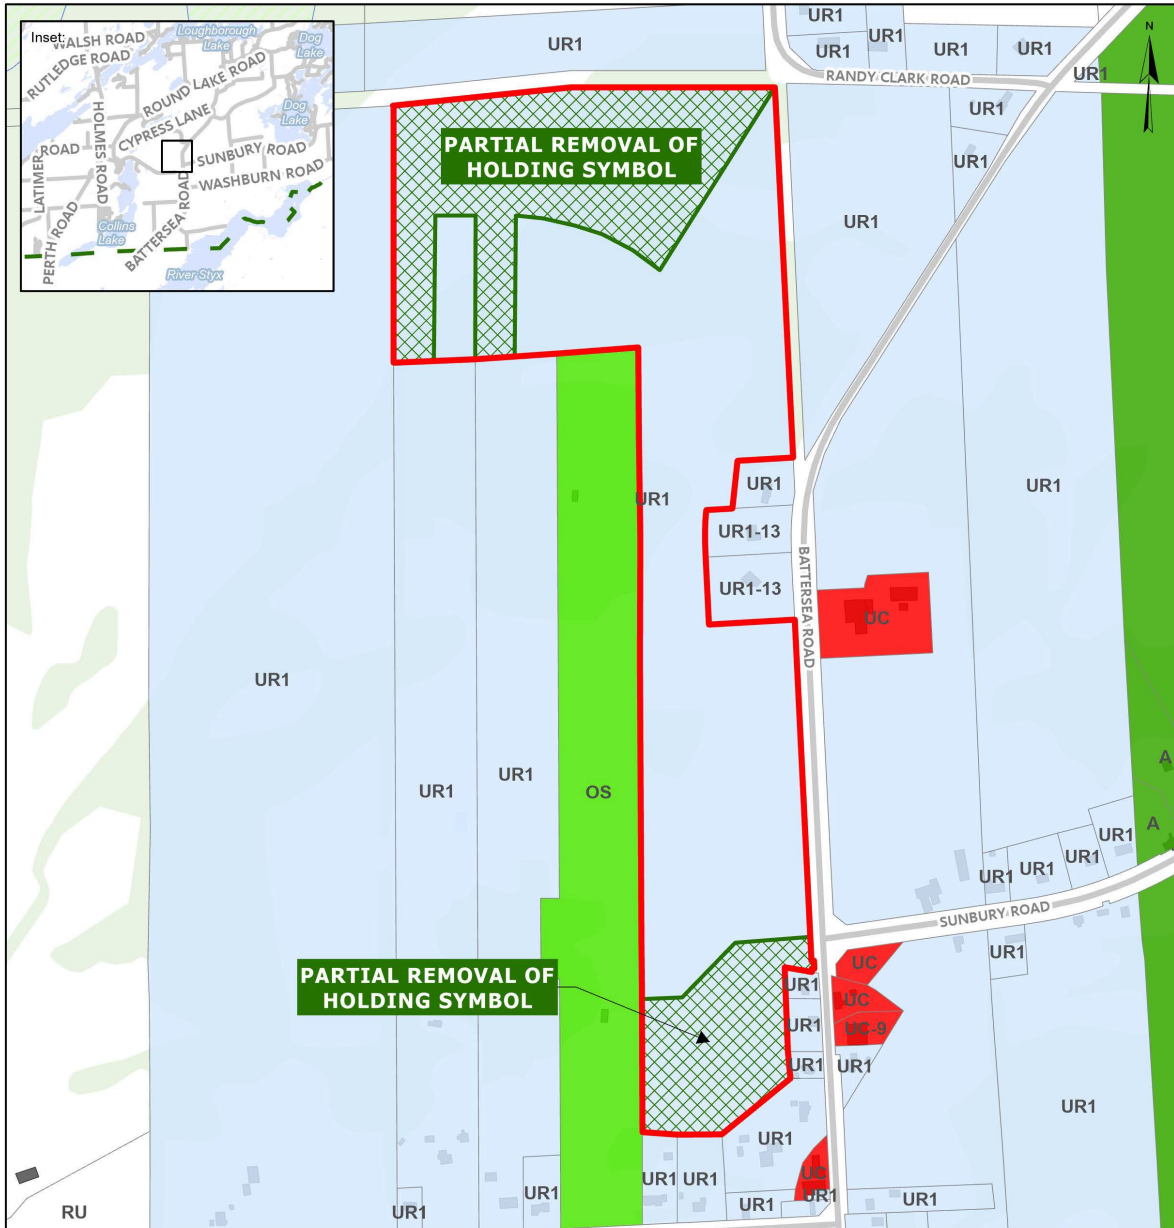 Inset:
WALSH ROAD
RUTLEDGE ROAD
Loughborough
Lake
Dog
Lake
ROUND LAKE ROAD
HOLMES ROAD
CYPRESS LANE
Dog
Lake
ROAD
SUNBURY ROAD
LATIMER
WASHBURN ROAD
PERTH ROAD
Collins
Lake
BATTERSEA ROAD
River Styx
N
UR1
UR1
UR1
UR1
UR1
UR1
RANDY CLARK ROAD
UR1
UR1
PARTIAL REMOVAL OF
HOLDING SYMBOL
UR1
UR1
UR1
UR1
UR1
UR1-13
UR1-13
BATTERSEA ROAD
UC
UR1
UR1
UR1
UR1
OS
A
A
UR1
UR1
UR1
UR1
SUNBURY ROAD
UR1
PARTIAL REMOVAL OF
HOLDING SYMBOL
UC
UR1
UC
UR1
UC-9
UR1
UR1
UR1
UR1
UC
UR1
UR1
UR1
UR1
UR1
UR1
RU
UR1